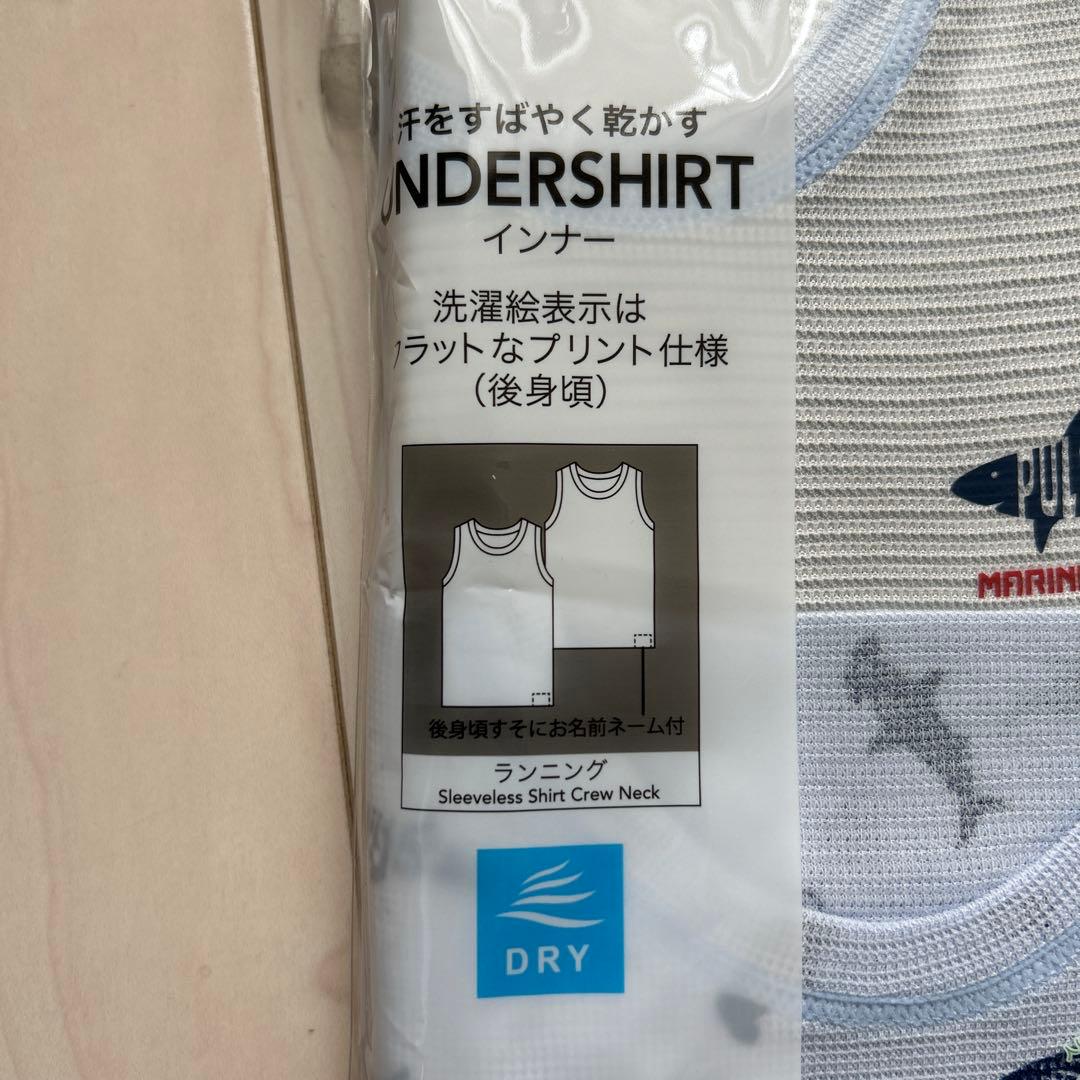 汗をすばやく乾かす
UNDERSHIRT
インナー
洗濯絵表示は
フラットなプリント仕様
（後身頃）
後身頃すそにお名前ネーム付
ランニング
Sleeveless Shirt Crew Neck
DRY